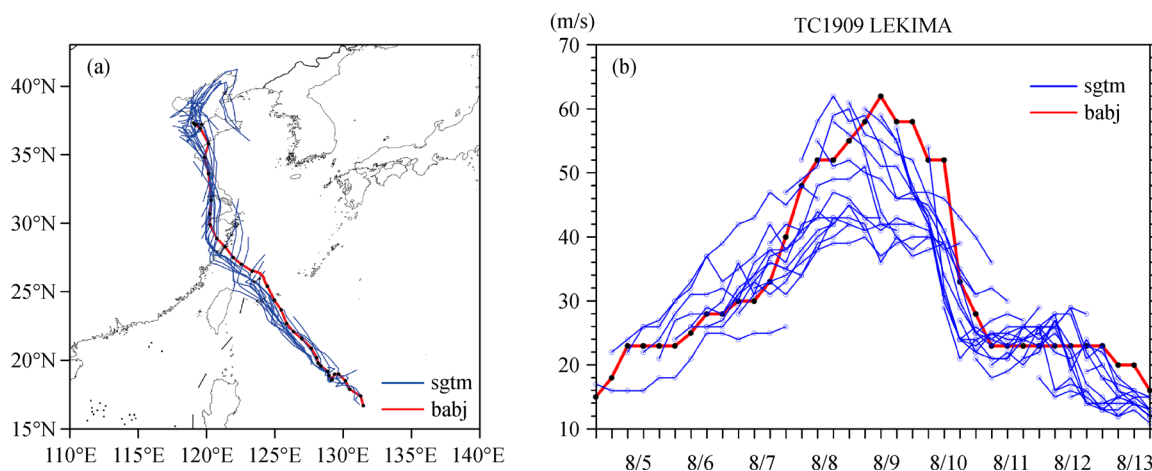 (m/s)
TC1909 LEKIMA
(a)
40°N
35°N
30°N
25°N
20°N
15°N
110°E 115°E 120°E 125°E 130°E 135°E 140°E
sgtm
babj
(b)
70
60
50
40
30
20
10
8/5 8/6 8/7 8/8 8/9 8/10 8/11 8/12 8/13
sgtm
babj